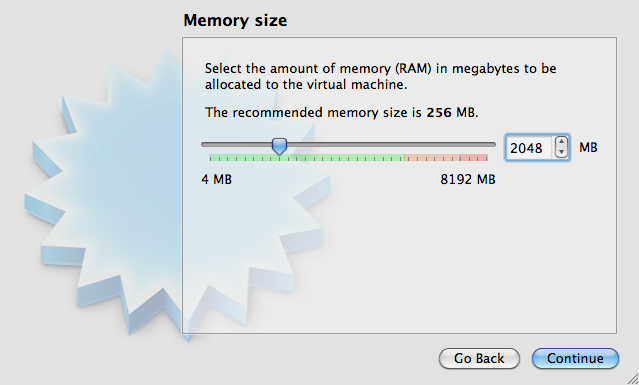 Memory size
Select the amount of memory (RAM) in megabytes to be
allocated to the virtual machine.
The recommended memory size is 256 MB.
2048 MB
4 MB 8192 MB
Go Back Continue